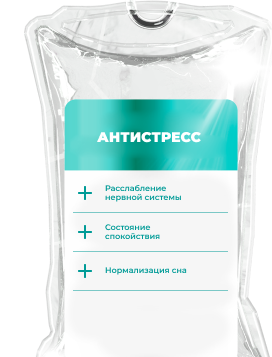 АНТИСТРЕСС
Расслабление
нервной системы
Состояние
спокойствия
Нормализация сна